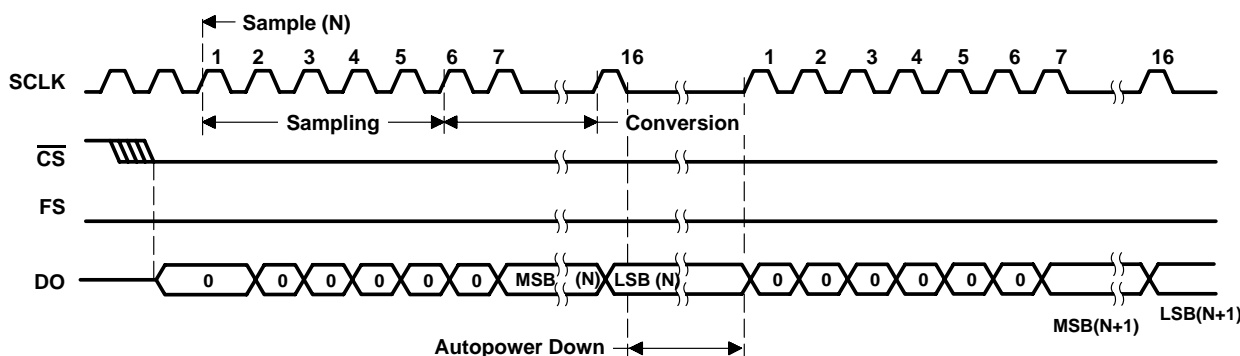 Sample (N)
1 2 3 4 5 6 7 16 1 2 3 4 5 6 7 16
SCLK
Sampling Conversion
CS
FS
DO 0 0 0 0 0 0 MSB (N) LSB (N) 0 0 0 0 0 0
MSB(N+1) LSB(N+1)
Autopower Down